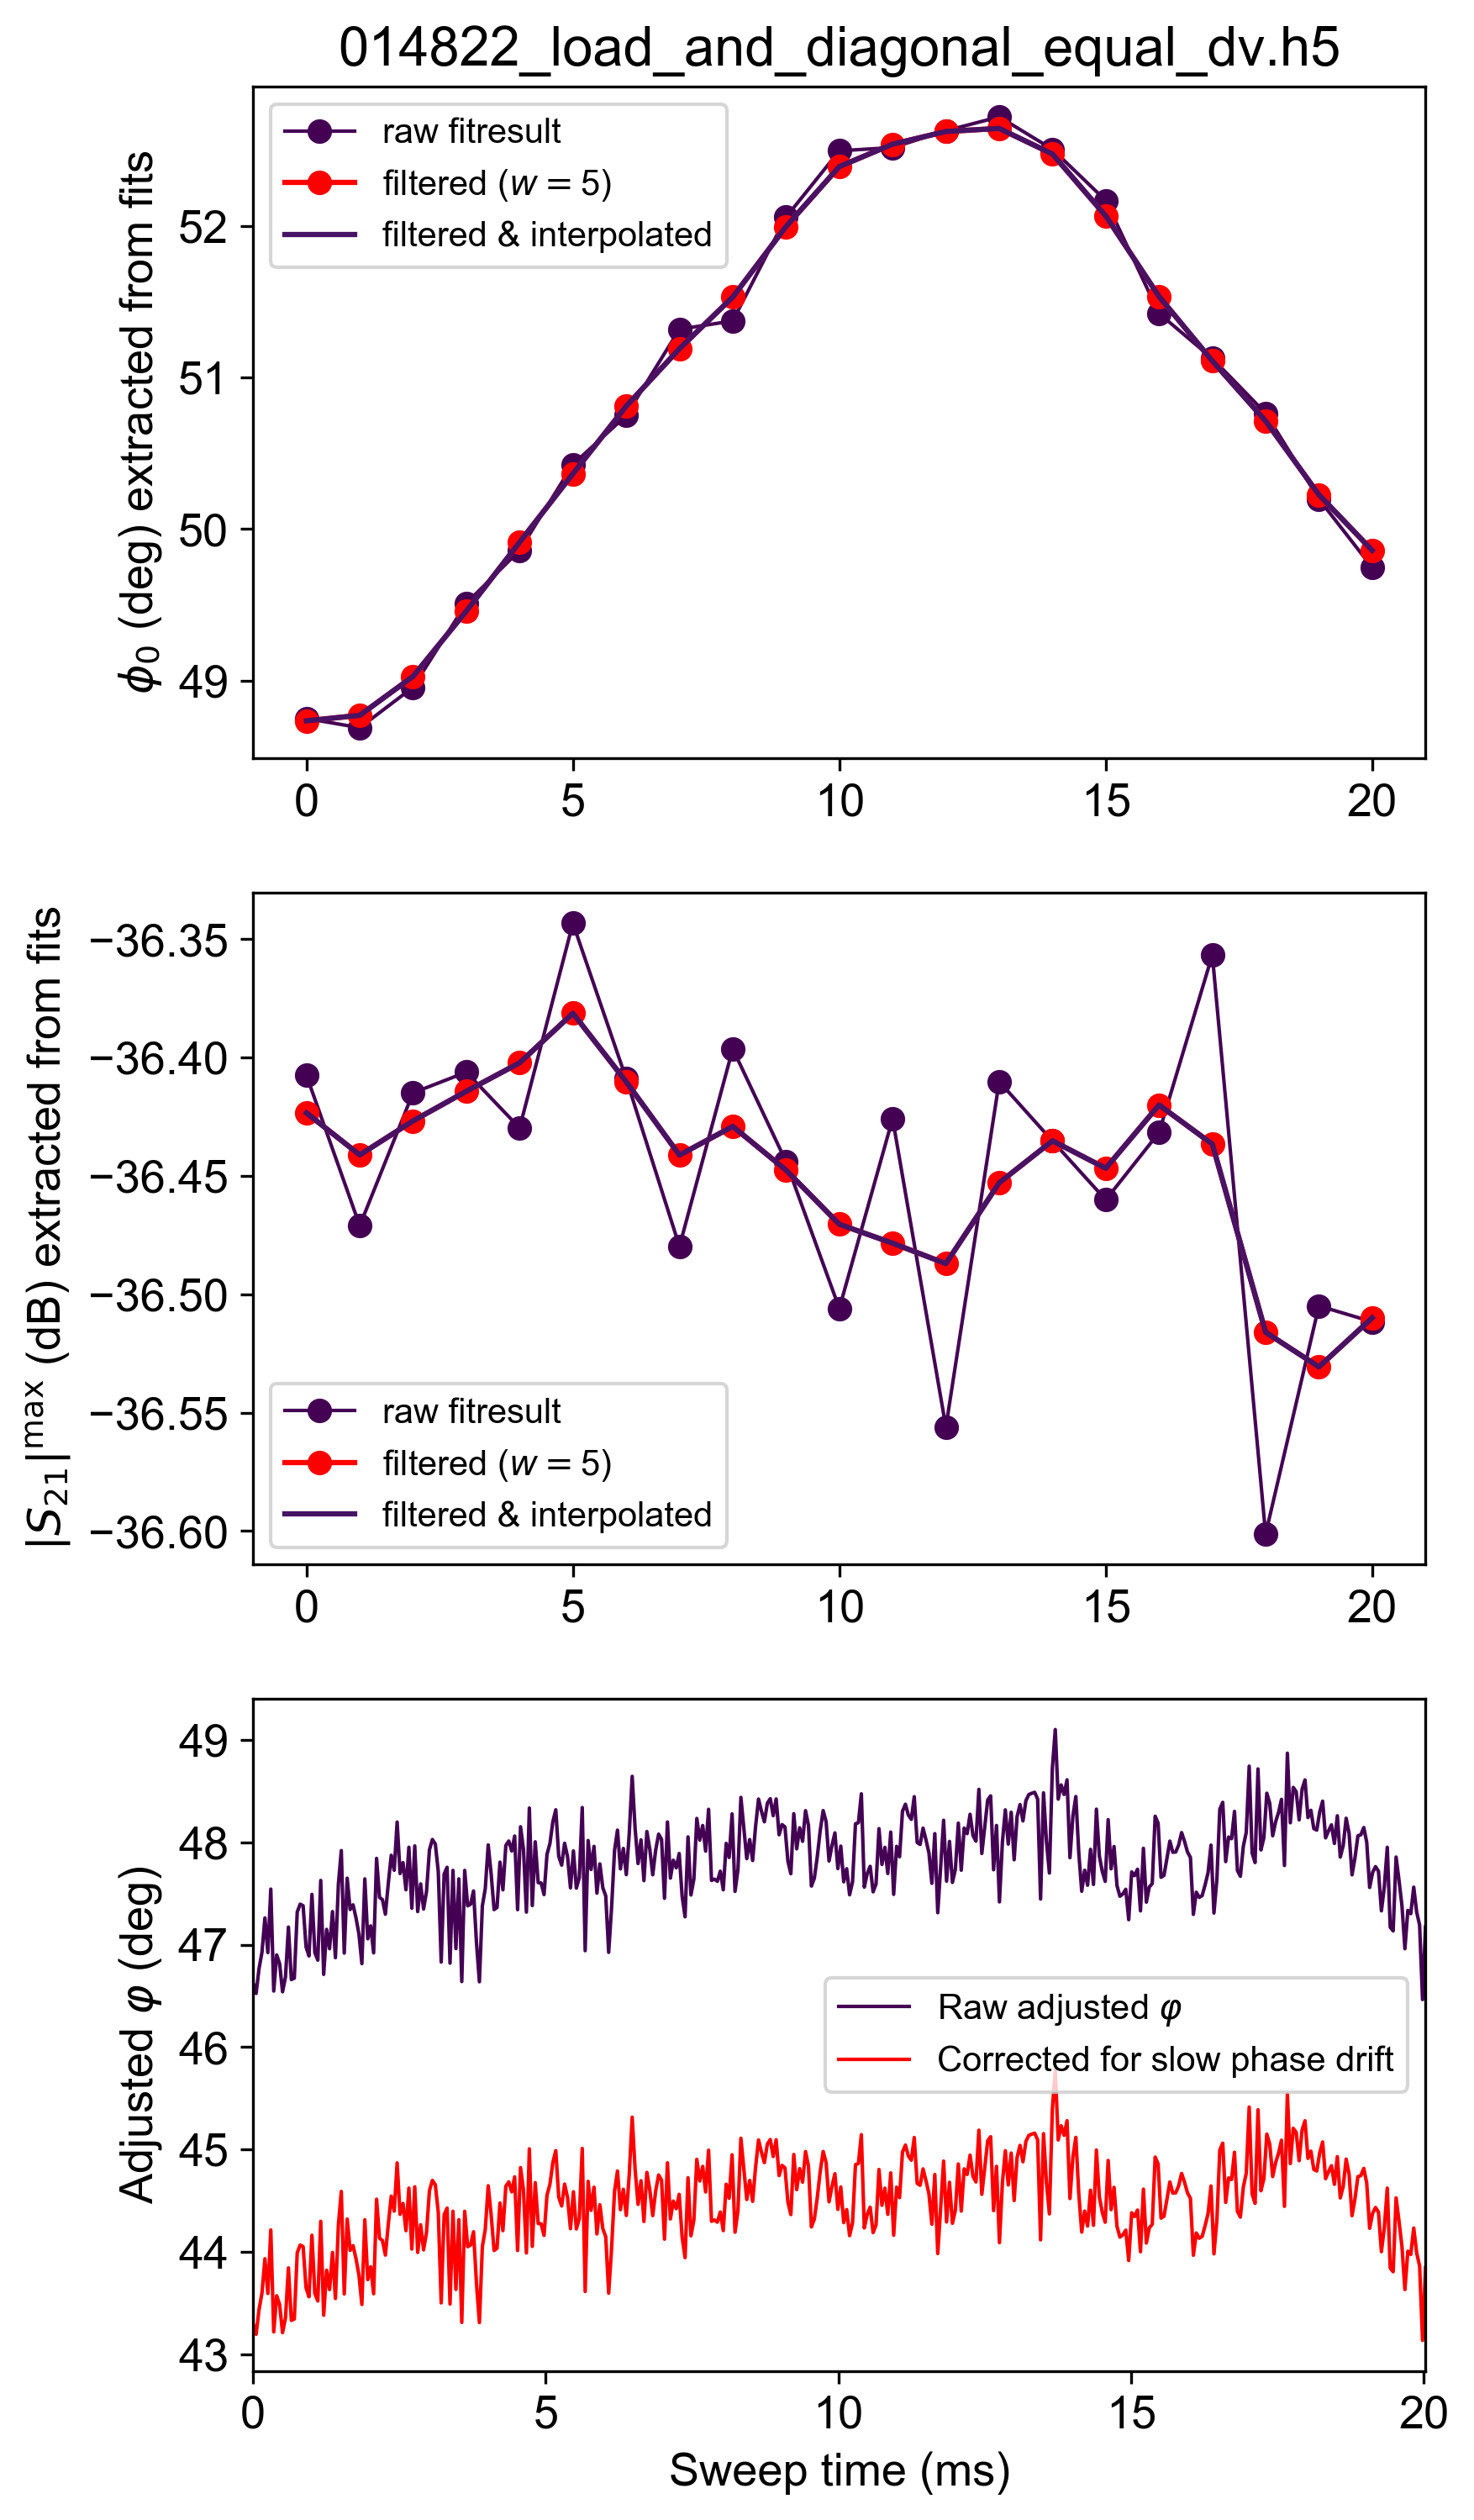 014822_load_and_diagonal_equal_dv.h5
raw fitresult
filtered (w = 5)
filtered & interpolated
ϕ₀ (deg) extracted from fits
52
51
50
49
0 5 10 15 20
|S₂₁|ᵐᵃˣ (dB) extracted from fits
−36.35
−36.40
−36.45
−36.50
−36.55
−36.60
raw fitresult
filtered (w = 5)
filtered & interpolated
0 5 10 15 20
Adjusted φ (deg)
49
48
47
46
45
44
43
Raw adjusted φ
Corrected for slow phase drift
0 5 10 15 20
Sweep time (ms)